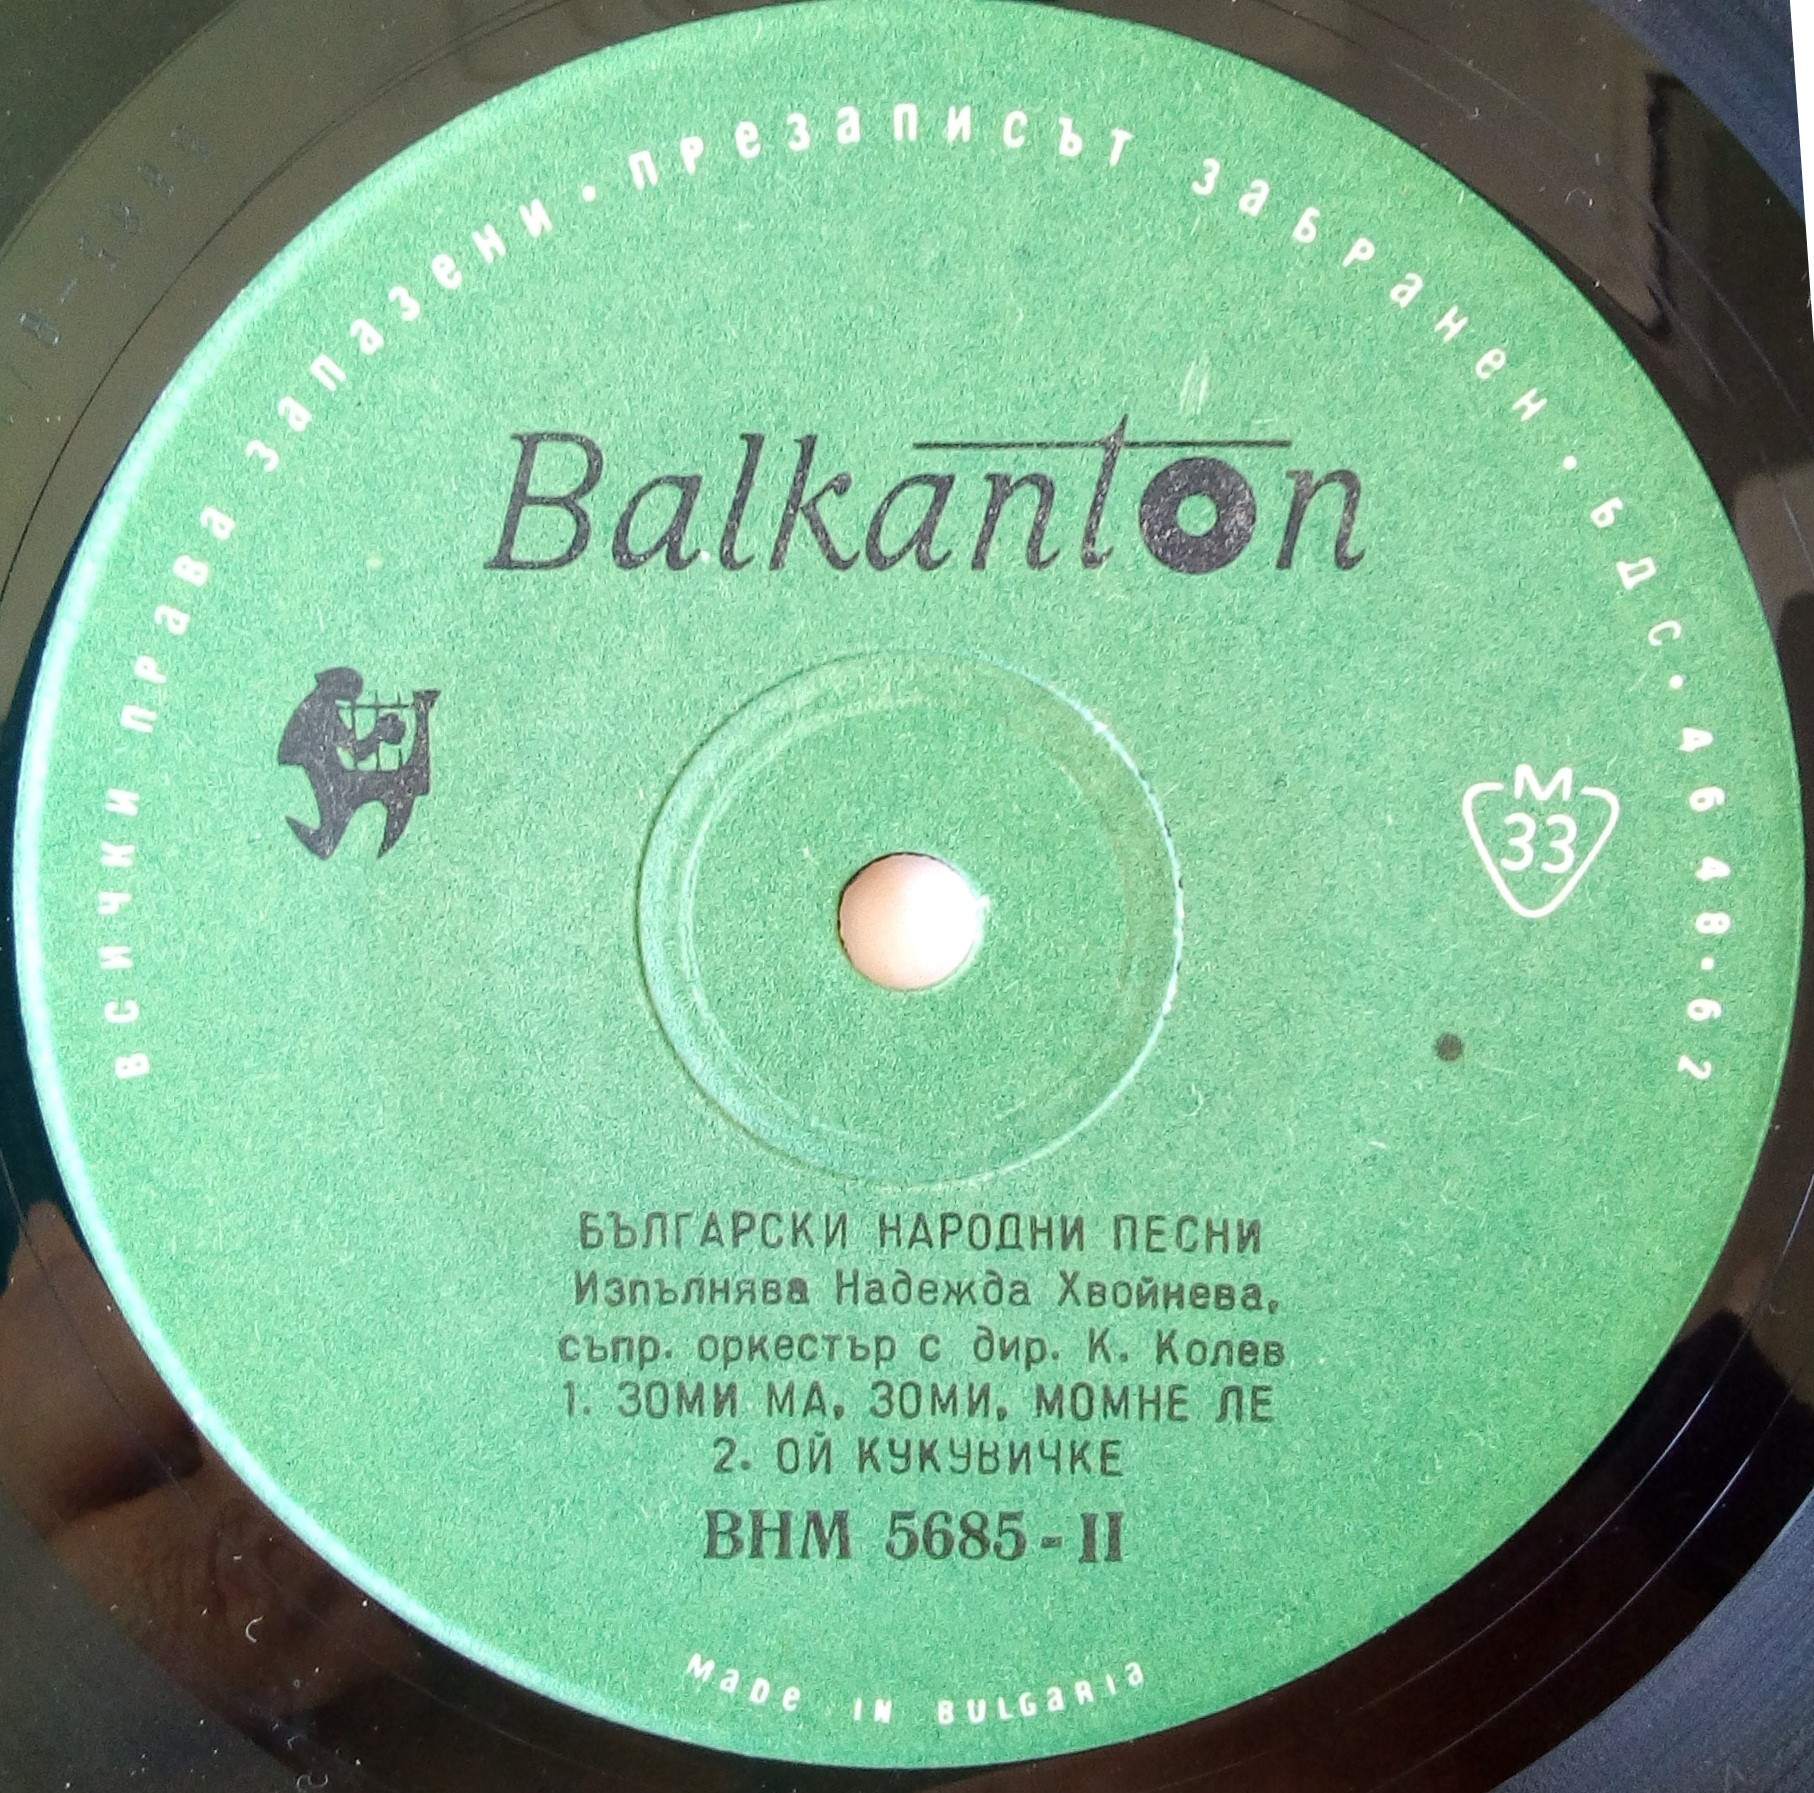 ВСИЧКИ ПРАВА ЗАПАЗЕНИ · ПРЕЗАПИСЪТ ЗАБРАНЕН · БДС · 4648-62
Balkanton
М
33
БЪЛГАРСКИ НАРОДНИ ПЕСНИ
Изпълнява Надежда Хвойнева,
съпр. оркестър с дир. К. Колев
1. ЗОМИ МА, ЗОМИ, МОМНЕ ЛЕ
2. ОЙ КУКУВИЧКЕ
ВНМ 5685 - II
MADE IN BULGARIA